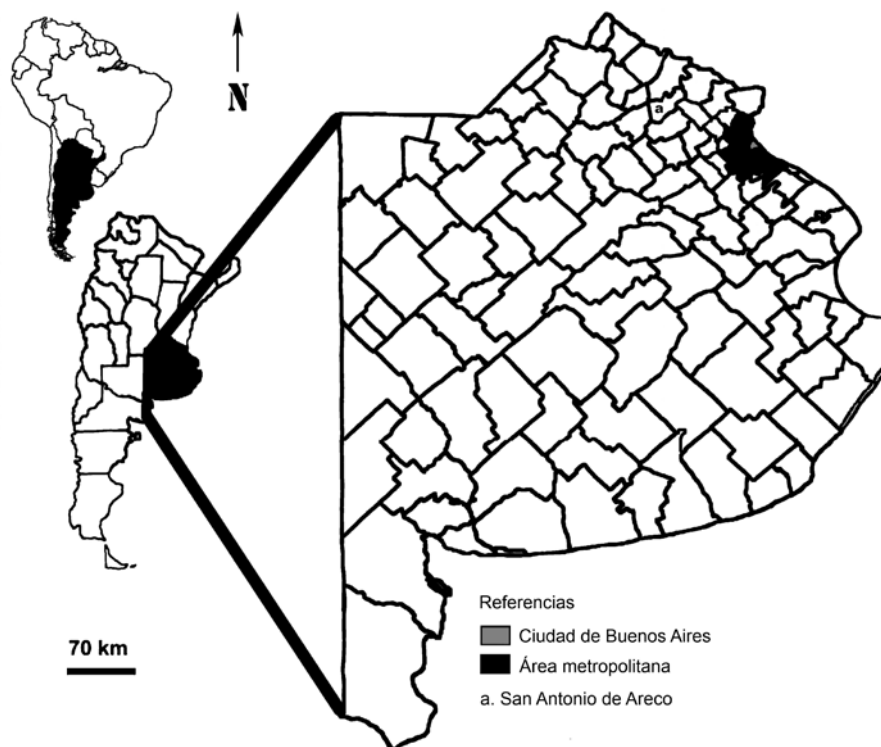 N
a
70 km
Referencias
Ciudad de Buenos Aires
Área metropolitana
a. San Antonio de Areco